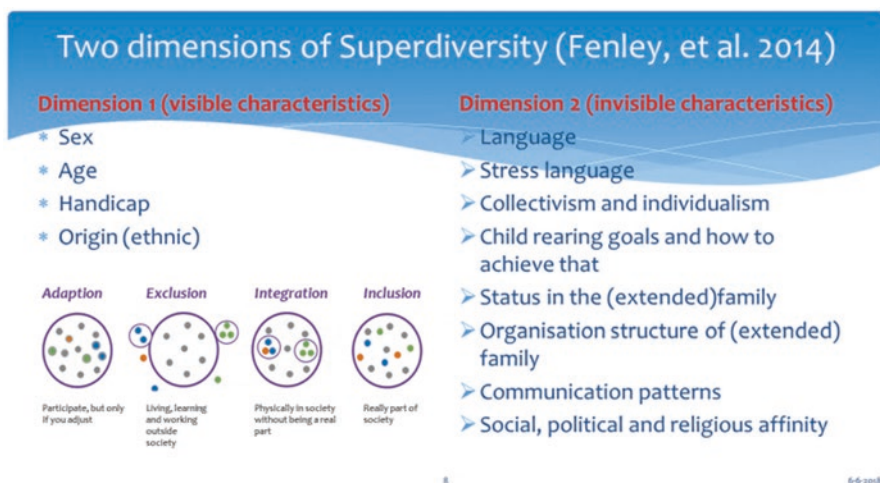 Two dimensions of Superdiversity (Fenley, et al. 2014)
Dimension 1 (visible characteristics)
* Sex
* Age
* Handicap
* Origin (ethnic)
Adaption
Exclusion
Integration
Inclusion
Participate, but only
if you adjust
Living, learning
and working
outside
society
Physically in society
without being a real
part
Really part of
society
Dimension 2 (invisible characteristics)
➢ Language
➢ Stress language
➢ Collectivism and individualism
➢ Child rearing goals and how to
achieve that
➢ Status in the (extended)family
➢ Organisation structure of (extended)
family
➢ Communication patterns
➢ Social, political and religious affinity